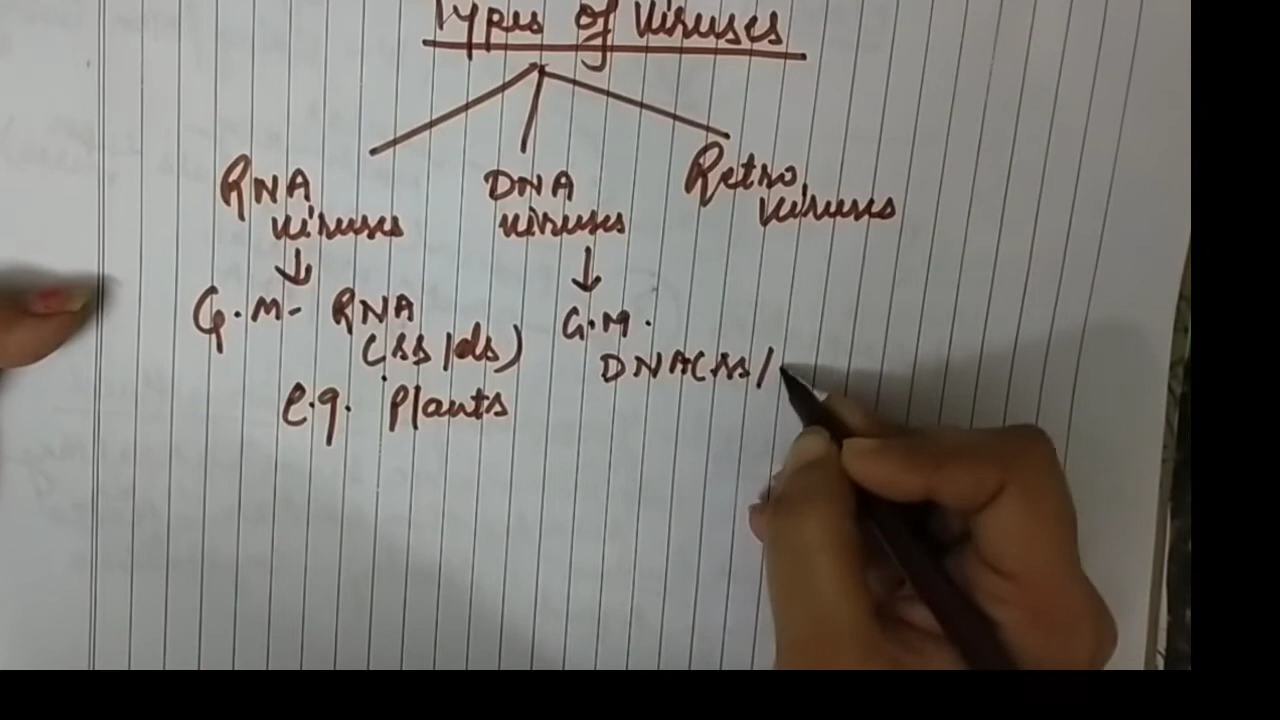 Types of Viruses
RNA
viruses
DNA
viruses
Retro
viruses
G.M- RNA
(ss/ds)
e.g. Plants
G.M.
DNA(ss/